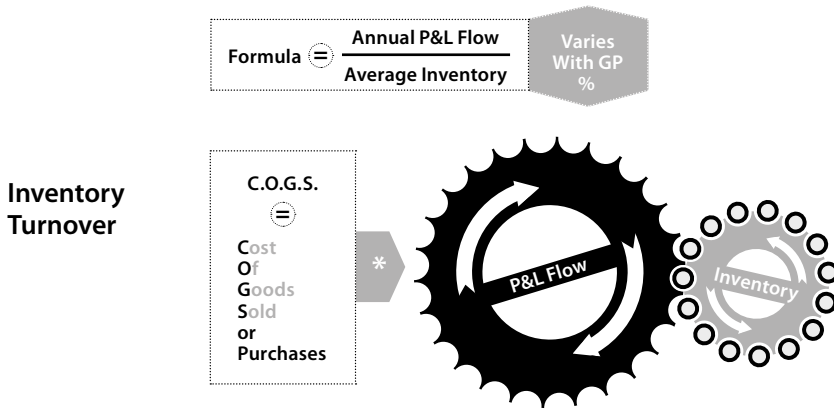 Formula = Annual P&L Flow
Average Inventory
Varies
With GP
%
Inventory
Turnover
C.O.G.S.
=
Cost
Of
Goods
Sold
or
Purchases
*
P&L Flow
Inventory